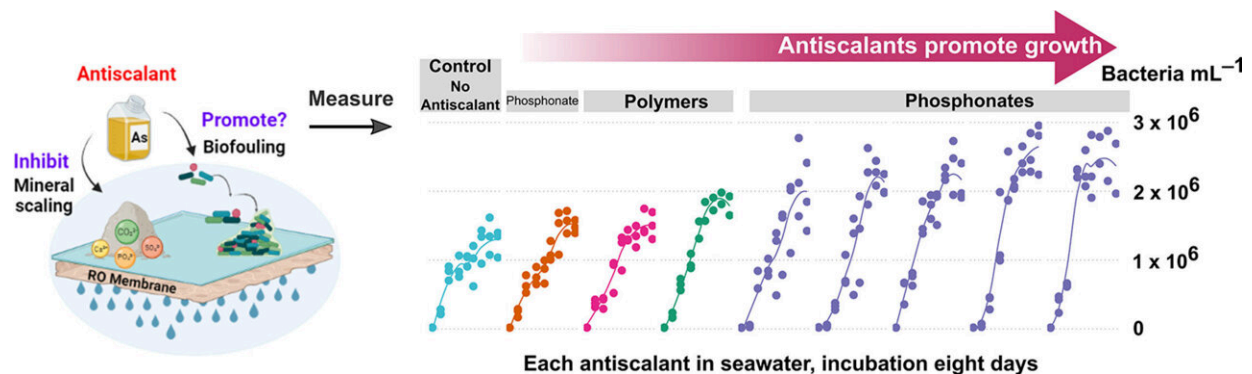 Antiscalant
As
Promote?
Biofouling
Inhibit
Mineral
scaling
RO Membrane
Measure
Antiscalants promote growth
Control
No
Antiscalant
Phosphonate
Polymers
Phosphonates
Bacteria mL⁻¹
3 x 10⁶
2 x 10⁶
1 x 10⁶
0
Each antiscalant in seawater, incubation eight days